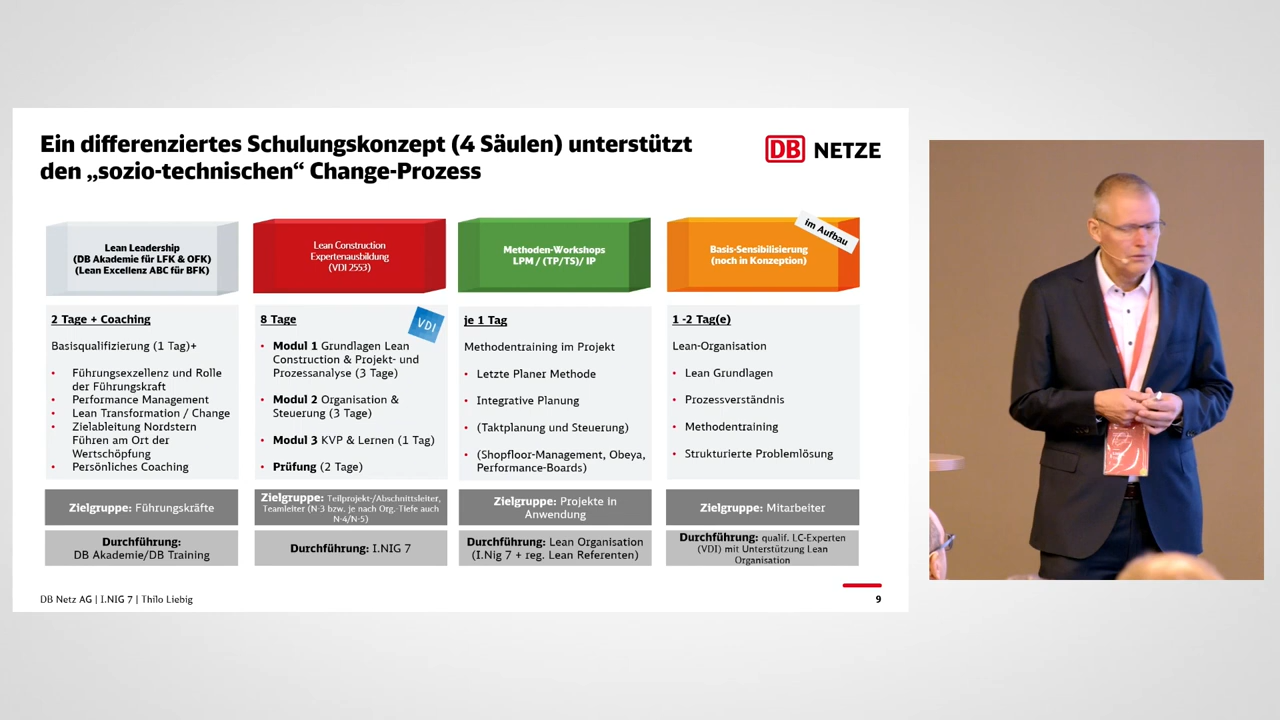 Ein differenziertes Schulungskonzept (4 Säulen) unterstützt
den „sozio-technischen“ Change-Prozess
DB NETZE
Lean Leadership
(DB Akademie für LFK & OFK)
(Lean Excellenz ABC für BFK)
2 Tage + Coaching
Basisqualifizierung (1 Tag)+
• Führungsexzellenz und Rolle
der Führungskraft
• Performance Management
• Lean Transformation / Change
• Zielableitung Nordstern
Führen am Ort der
Wertschöpfung
• Persönliches Coaching
Zielgruppe: Führungskräfte
Durchführung:
DB Akademie/DB Training
Lean Construction
Expertenausbildung
(VDI 2553)
8 Tage
VDI
• Modul 1 Grundlagen Lean
Construction & Projekt- und
Prozessanalyse (3 Tage)
• Modul 2 Organisation &
Steuerung (3 Tage)
• Modul 3 KVP & Lernen (1 Tag)
• Prüfung (2 Tage)
Zielgruppe: Teilprojekt-/Abschnittsleiter,
Teamleiter (N-3 bzw. je nach Org.-Tiefe auch
N-4/N-5)
Durchführung: I.NIG 7
Methoden-Workshops
LPM / (TP/TS)/ IP
je 1 Tag
Methodentraining im Projekt
• Letzte Planer Methode
• Integrative Planung
• (Taktplanung und Steuerung)
• (Shopfloor-Management, Obeya,
Performance-Boards)
Zielgruppe: Projekte in
Anwendung
Durchführung: Lean Organisation
(I.Nig 7 + reg. Lean Referenten)
im Aufbau
Basis-Sensibilisierung
(noch in Konzeption)
1 -2 Tag(e)
Lean-Organisation
• Lean Grundlagen
• Prozessverständnis
• Methodentraining
• Strukturierte Problemlösung
Zielgruppe: Mitarbeiter
Durchführung: qualif. LC-Experten
(VDI) mit Unterstützung Lean
Organisation
DB Netz AG | I.NIG 7 | Thilo Liebig
9